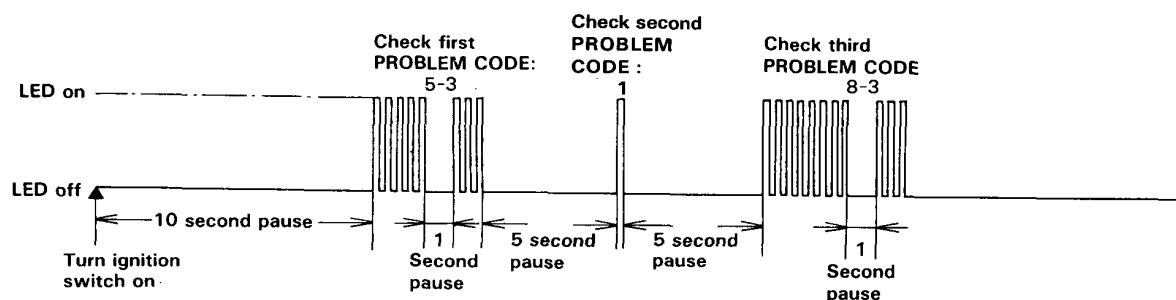 Check first
PROBLEM CODE:
5-3
Check second
PROBLEM
CODE :
1
Check third
PROBLEM CODE
8-3
LED on
LED off
10 second pause
1
Second
pause
5 second
pause
5 second
pause
1
Second
pause
Turn ignition
switch on